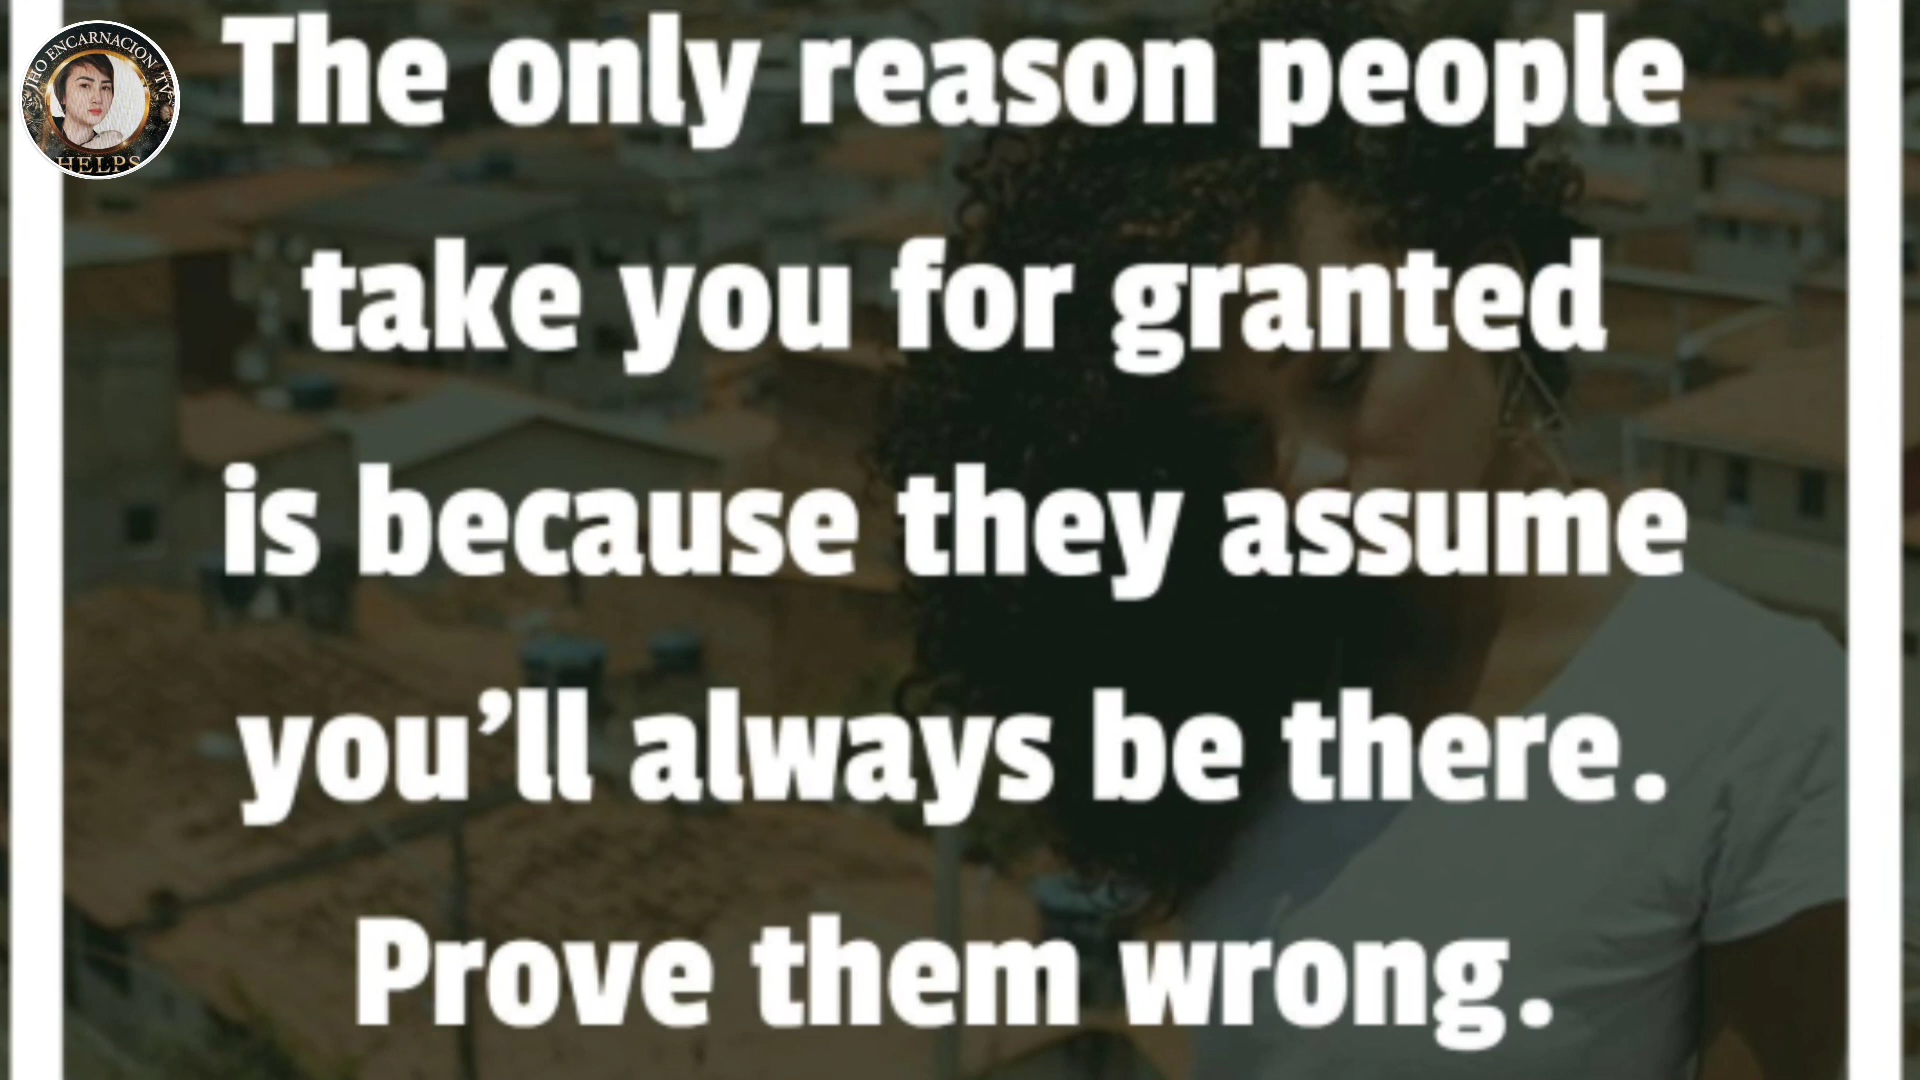 JHO ENCARNACION TV
HELPS
The only reason people
take you for granted
is because they assume
you’ll always be there.
Prove them wrong.